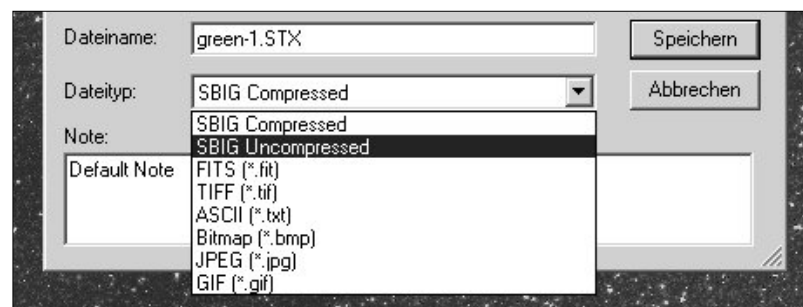 Dateiname: green-1.STX Speichern
Dateityp: SBIG Compressed Abbrechen
SBIG Compressed
Note: SBIG Uncompressed
Default Note FITS (*.fit)
TIFF (*.tif)
ASCII (*.txt)
Bitmap (*.bmp)
JPEG (*.jpg)
GIF (*.gif)